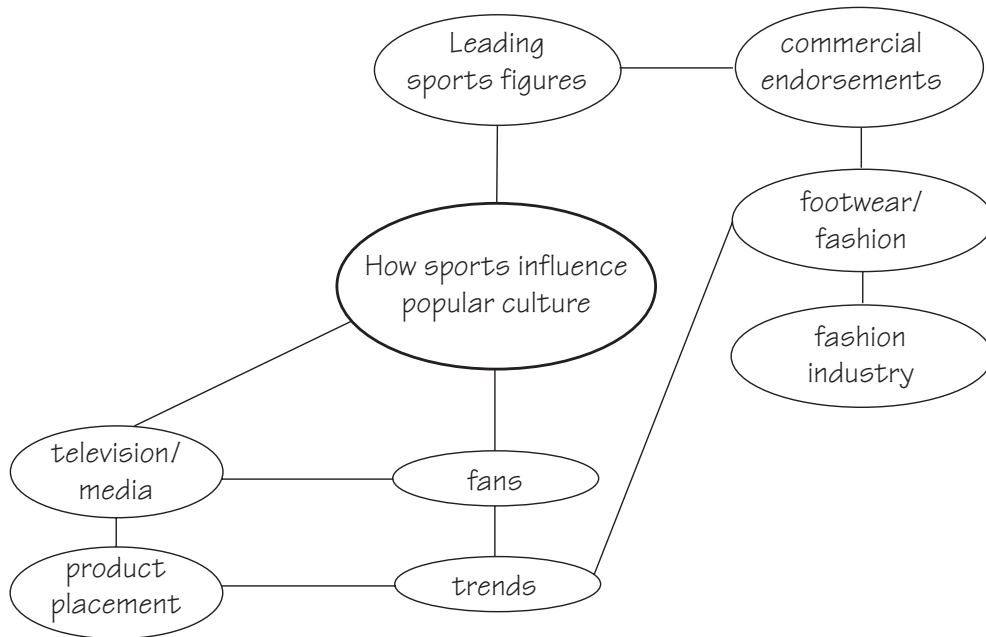 Leading
sports figures
commercial
endorsements
footwear/
fashion
How sports influence
popular culture
fashion
industry
television/
media
fans
product
placement
trends